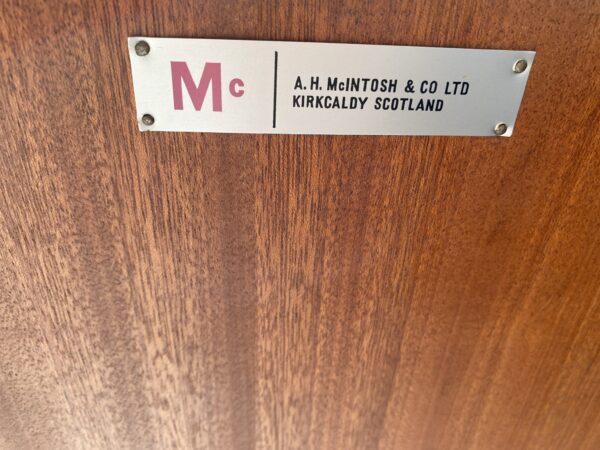 Mc
A. H. McINTOSH & CO LTD
KIRKCALDY SCOTLAND